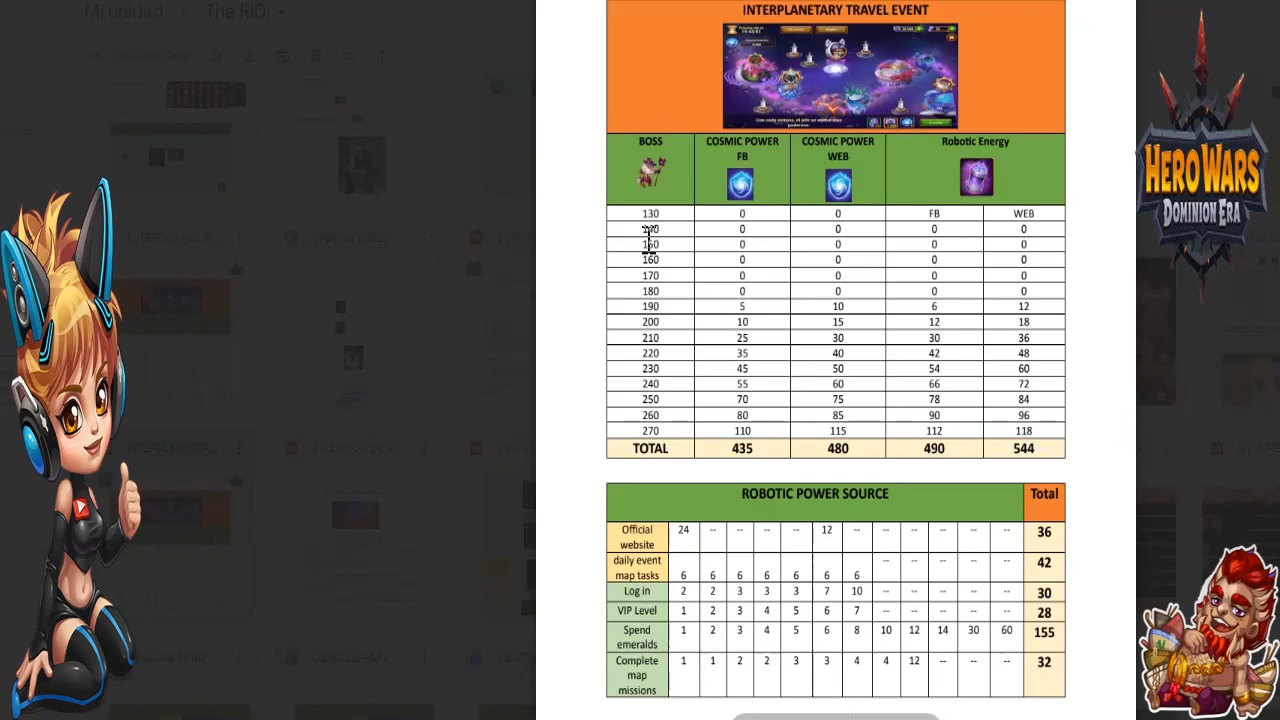 Mi unidad > The RIDi
INTERPLANETARY TRAVEL EVENT
BOSS COSMIC POWER FB COSMIC POWER WEB Robotic Energy
130 0 0 FB WEB
0 0 0 0
0 0 0 0
160 0 0 0 0
170 0 0 0 0
180 0 0 0 0
190 5 10 6 12
200 10 15 12 18
210 25 30 30 36
220 35 40 42 48
230 45 50 54 60
240 55 60 66 72
250 70 75 78 84
260 80 85 90 96
270 110 115 112 118
TOTAL 435 480 490 544
ROBOTIC POWER SOURCE Total
Official website 24 -- -- -- -- 12 -- -- -- -- -- -- 36
daily event map tasks 6 6 6 6 6 6 6 -- -- -- -- -- 42
Log in 2 2 3 3 3 7 10 -- -- -- -- -- 30
VIP Level 1 2 3 4 5 6 7 -- -- -- -- -- 28
Spend emeralds 1 2 3 4 5 6 8 10 12 14 30 60 155
Complete map missions 1 1 2 2 3 3 4 4 12 -- -- -- 32
HERO WARS
DOMINION ERA